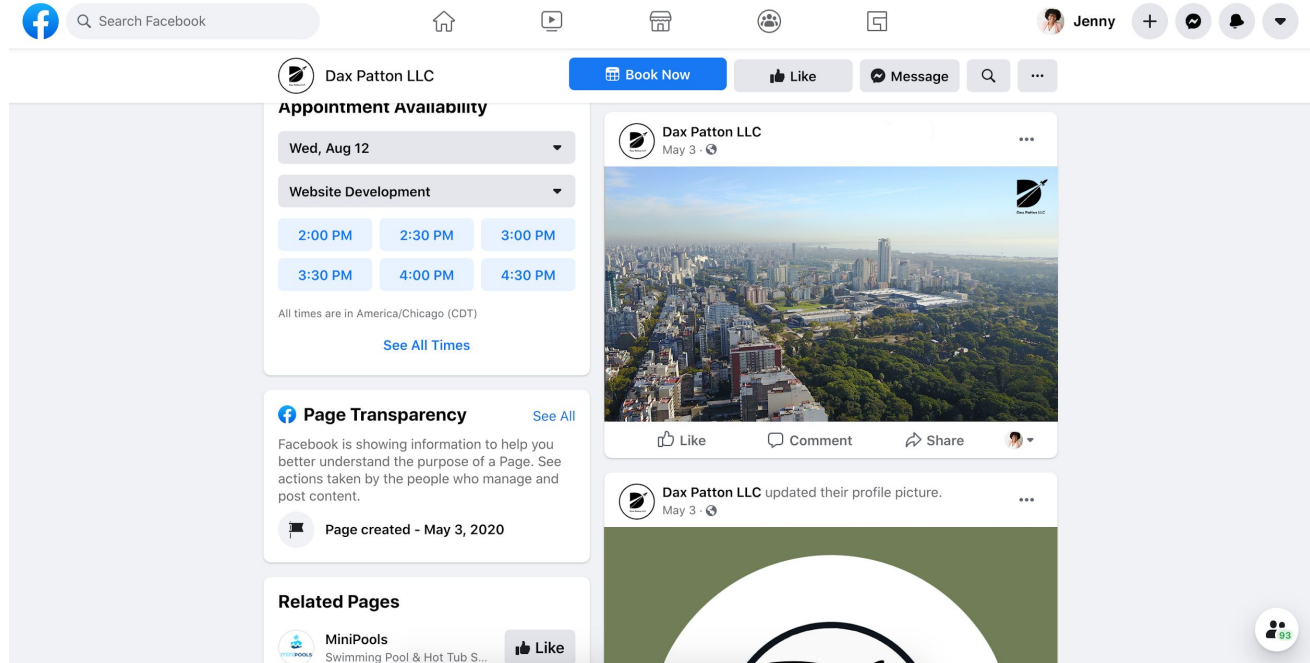 Search Facebook
Jenny
Dax Patton LLC
Book Now
Like
Message
Appointment Availability
Wed, Aug 12
Website Development
2:00 PM 2:30 PM 3:00 PM
3:30 PM 4:00 PM 4:30 PM
All times are in America/Chicago (CDT)
See All Times
Page Transparency
See All
Facebook is showing information to help you
better understand the purpose of a Page. See
actions taken by the people who manage and
post content.
Page created - May 3, 2020
Related Pages
MiniPools
Swimming Pool & Hot Tub S...
Like
Dax Patton LLC
May 3
Dax Patton LLC
Like
Comment
Share
Dax Patton LLC updated their profile picture.
May 3
93